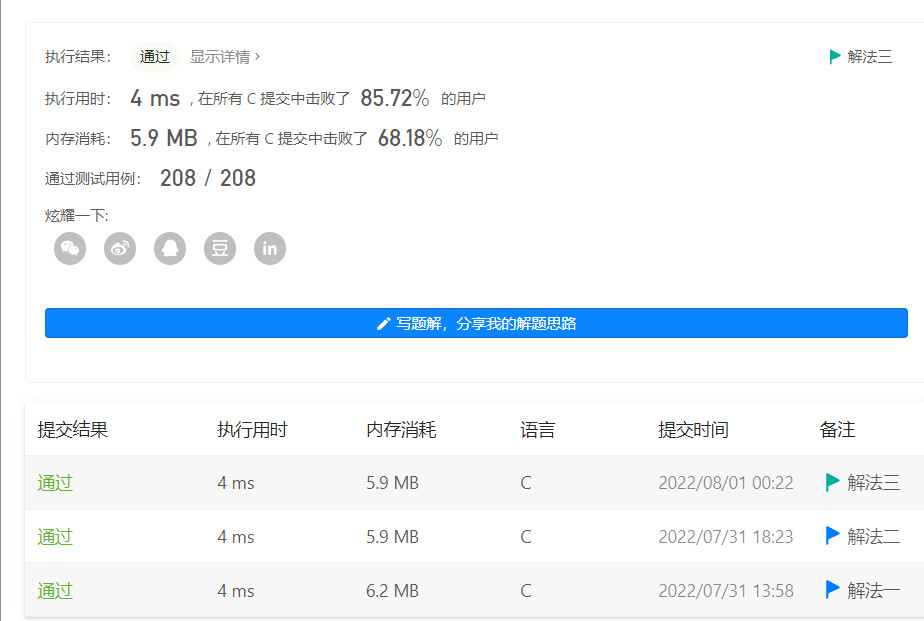 执行结果： 通过 显示详情 › 解法三
执行用时： 4 ms , 在所有 C 提交中击败了 85.72% 的用户
内存消耗： 5.9 MB , 在所有 C 提交中击败了 68.18% 的用户
通过测试用例： 208 / 208
炫耀一下:
豆 in
写题解，分享我的解题思路
提交结果 执行用时 内存消耗 语言 提交时间 备注
通过 4 ms 5.9 MB C 2022/08/01 00:22 解法三
通过 4 ms 5.9 MB C 2022/07/31 18:23 解法二
通过 4 ms 6.2 MB C 2022/07/31 13:58 解法一